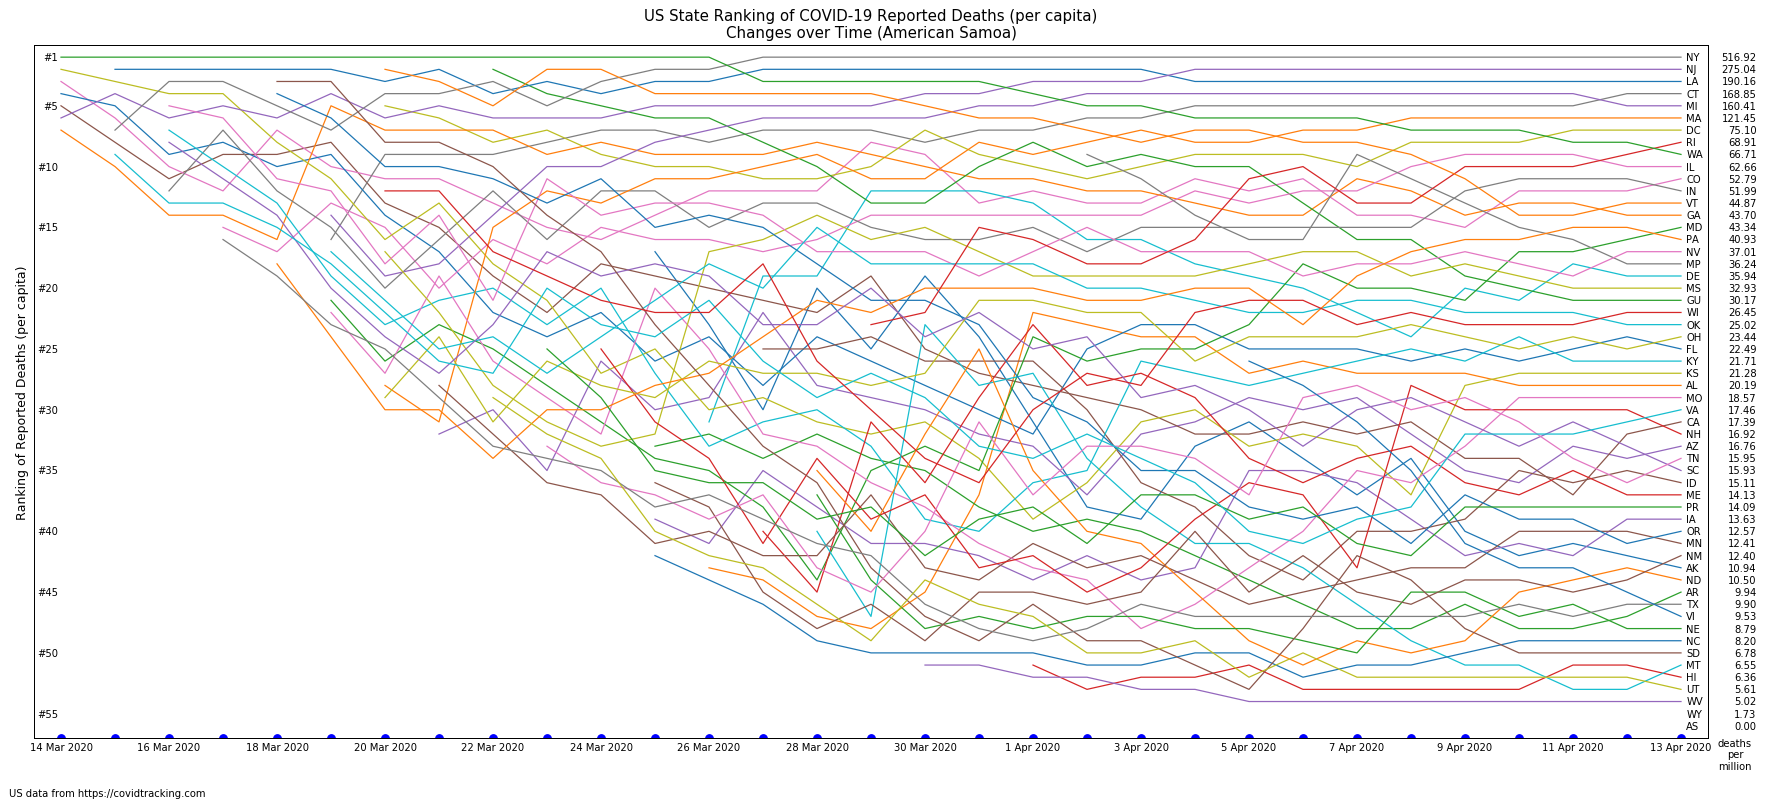 US State Ranking of COVID-19 Reported Deaths (per capita)
Changes over Time (American Samoa)
Ranking of Reported Deaths (per capita)
#1
#5
#10
#15
#20
#25
#30
#35
#40
#45
#50
#55
NY 516.92
NJ 275.04
LA 190.16
CT 168.85
MI 160.41
MA 121.45
DC 75.10
RI 68.91
WA 66.71
IL 62.66
CO 52.79
IN 51.99
VT 44.87
GA 43.70
MD 43.34
PA 40.93
NV 37.01
MP 36.24
DE 35.94
MS 32.93
GU 30.17
WI 26.45
OK 25.02
OH 23.44
FL 22.49
KY 21.71
KS 21.28
AL 20.19
MO 18.57
VA 17.46
CA 17.39
NH 16.92
AZ 16.76
TN 15.95
SC 15.93
ID 15.11
ME 14.13
PR 14.09
IA 13.63
OR 12.57
MN 12.41
NM 12.40
AK 10.94
ND 10.50
AR 9.94
TX 9.90
VI 9.53
NE 8.79
NC 8.20
SD 6.78
MT 6.55
HI 6.36
UT 5.61
WV 5.02
WY 1.73
AS 0.00
14 Mar 2020 16 Mar 2020 18 Mar 2020 20 Mar 2020 22 Mar 2020 24 Mar 2020 26 Mar 2020 28 Mar 2020 30 Mar 2020 1 Apr 2020 3 Apr 2020 5 Apr 2020 7 Apr 2020 9 Apr 2020 11 Apr 2020 13 Apr 2020
deaths
per
million
US data from https://covidtracking.com